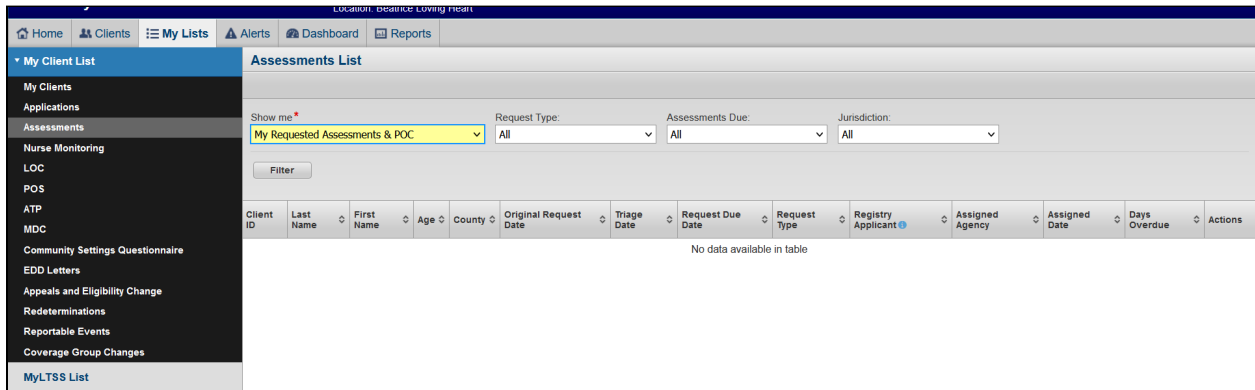 Location: Beatrice Loving Heart
Home Clients My Lists Alerts Dashboard Reports
My Client List
My Clients
Applications
Assessments
Nurse Monitoring
LOC
POS
ATP
MDC
Community Settings Questionnaire
EDD Letters
Appeals and Eligibility Change
Redeterminations
Reportable Events
Coverage Group Changes
MyLTSS List
Assessments List
Show me* Request Type: Assessments Due: Jurisdiction:
My Requested Assessments & POC All All All
Filter
Client ID Last Name First Name Age County Original Request Date Triage Date Request Due Date Request Type Registry Applicant Assigned Agency Assigned Date Days Overdue Actions
No data available in table